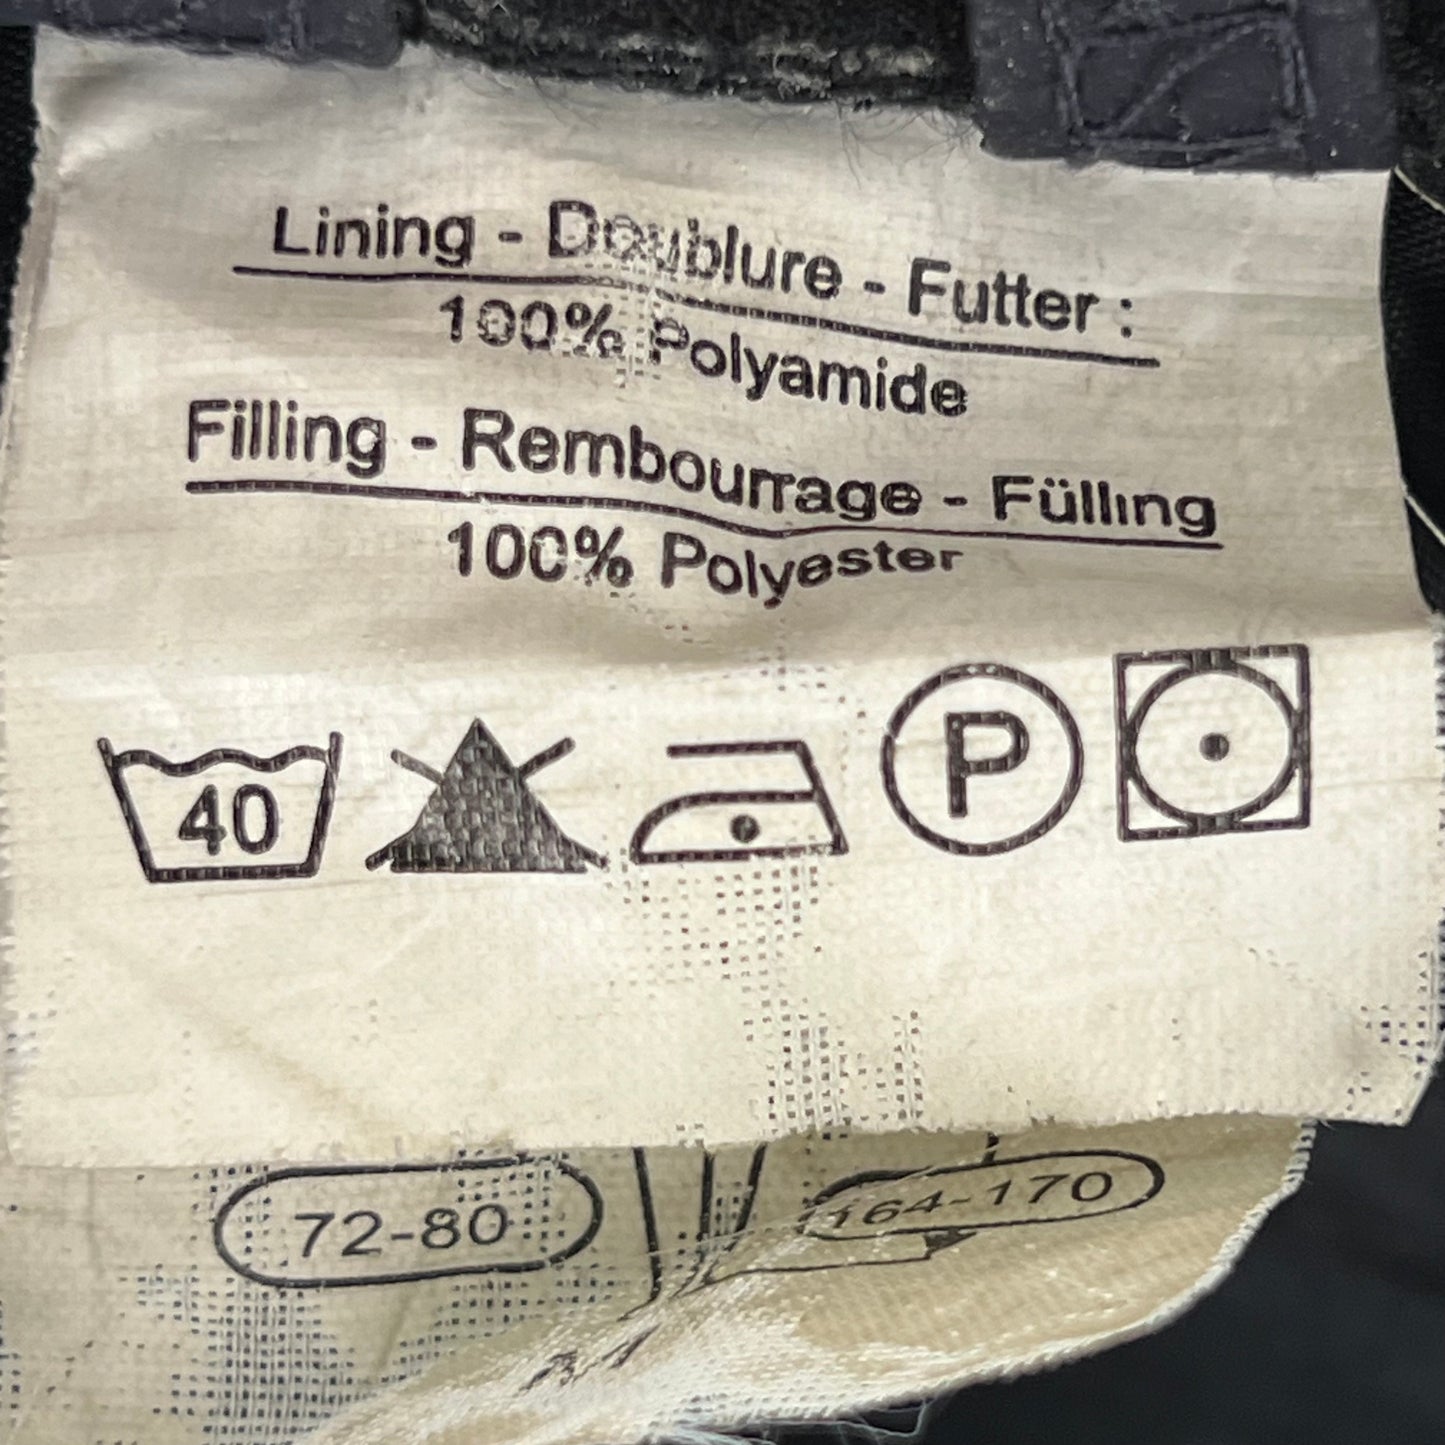 Lining - Doublure - Futter :
100% Polyamide
Filling - Rembourrage - Fülling
100% Polyester
40
P
72-80
164-170